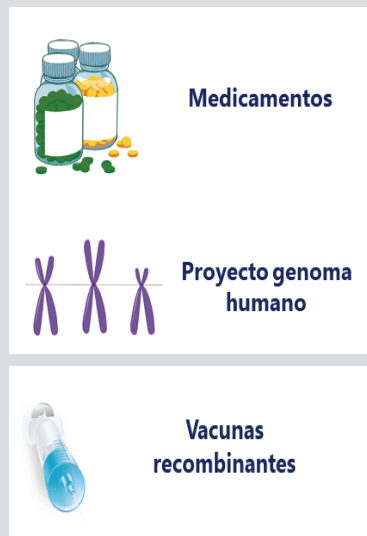 Medicamentos
Proyecto genoma
humano
Vacunas
recombinantes